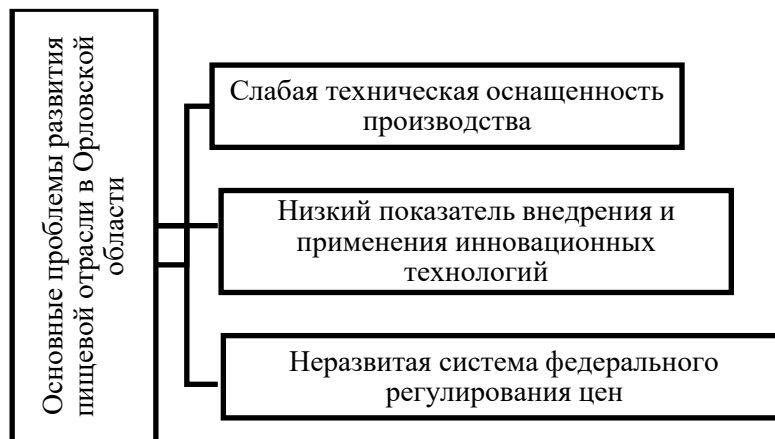 Основные проблемы развития
пищевой отрасли в Орловской
области
Слабая техническая оснащенность
производства
Низкий показатель внедрения и
применения инновационных
технологий
Неразвитая система федерального
регулирования цен